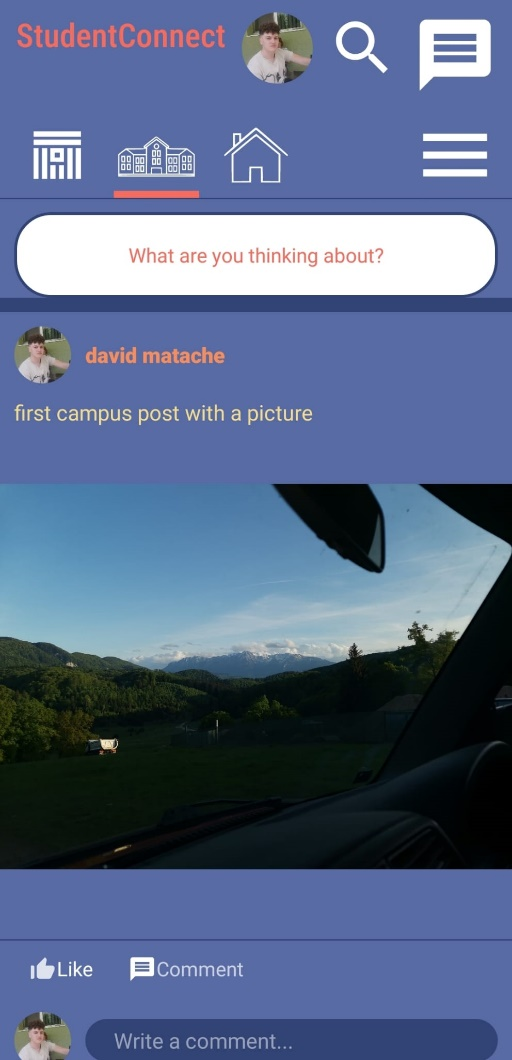 StudentConnect
What are you thinking about?
david matache
first campus post with a picture
Like Comment
Write a comment...